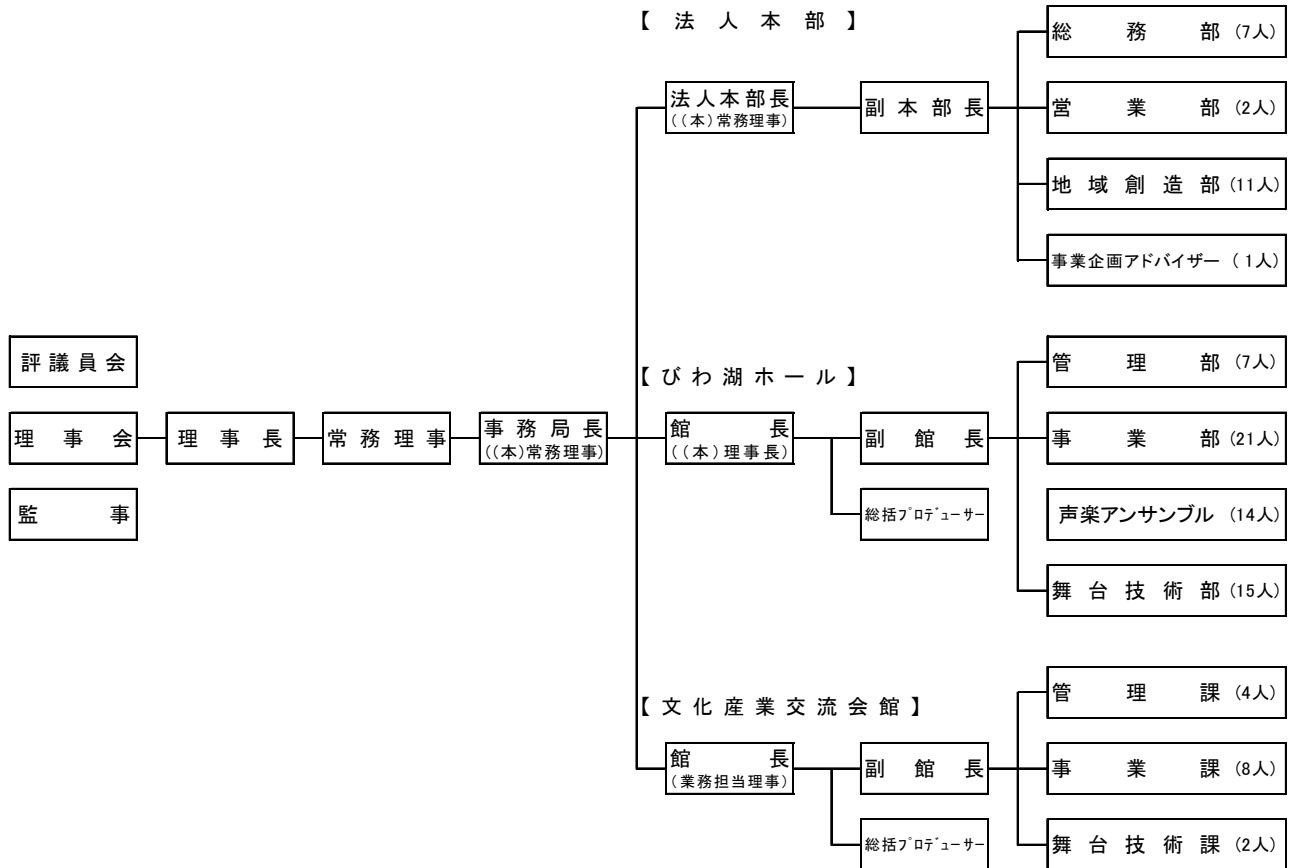 【 法 人 本 部 】
総 務 部 (7人)
法人本部長
((本)常務理事)
副 本 部 長
営 業 部 (2人)
地 域 創 造 部 (11人)
事業企画アドバイザー ( 1人)
評 議 員 会
【 び わ 湖 ホ ー ル 】
管 理 部 (7人)
理 事 会
理 事 長
常 務 理 事
事 務 局 長
((本)常務理事)
館 長
((本)理事長)
副 館 長
事 業 部 (21人)
監 事
総括ﾌﾟﾛﾃﾞｭｰｻｰ
声楽アンサンブル (14人)
舞 台 技 術 部 (15人)
【 文 化 産 業 交 流 会 館 】
管 理 課 (4人)
館 長
(業務担当理事)
副 館 長
事 業 課 (8人)
総括ﾌﾟﾛﾃﾞｭｰｻｰ
舞 台 技 術 課 (2人)